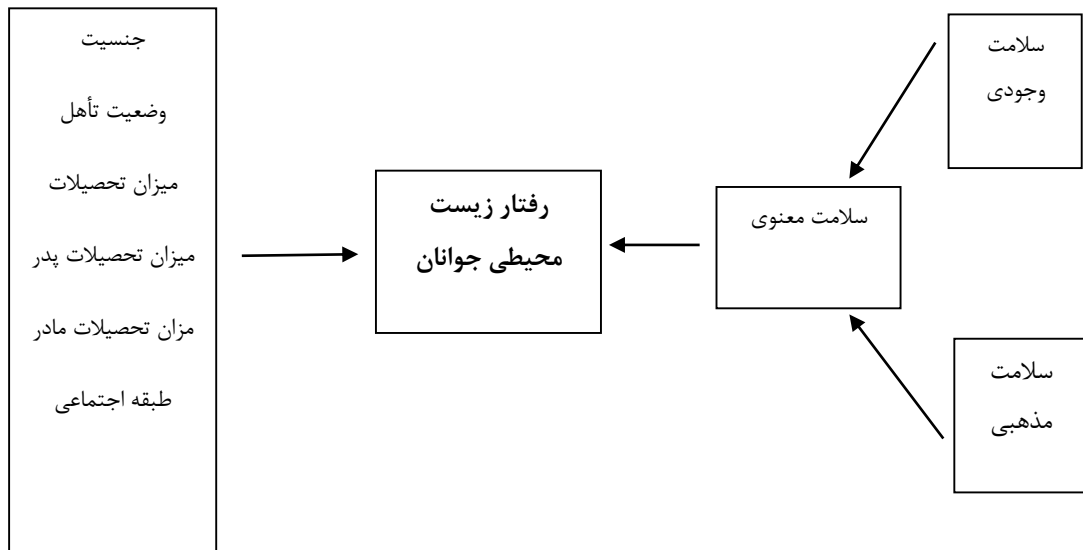 سلامت
وجودی
سلامت معنوی
سلامت
مذهبی
رفتار زیست
محیطی جوانان
جنسیت
وضعیت تأهل
میزان تحصیلات
میزان تحصیلات پدر
مزان تحصیلات مادر
طبقه اجتماعی